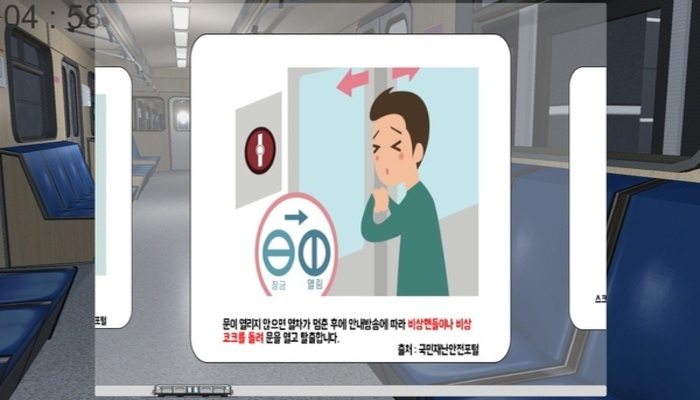 04 : 58
잠금 열림
문이 열리지 않으면 열차가 멈춘 후에 안내방송에 따라 비상핸들이나 비상
코크를 돌려 문을 열고 탈출합니다.
출처 : 국민재난안전포털
포털